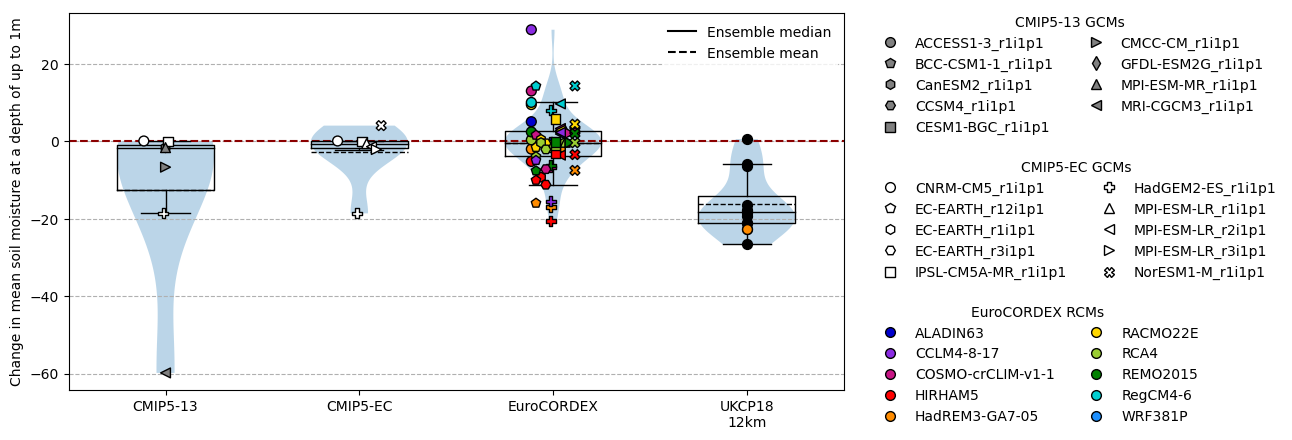 Change in mean soil moisture at a depth of up to 1m
20
0
−20
−40
−60
CMIP5-13
CMIP5-EC
EuroCORDEX
UKCP18
12km
Ensemble median
Ensemble mean
CMIP5-13 GCMs
ACCESS1-3_r1i1p1
BCC-CSM1-1_r1i1p1
CanESM2_r1i1p1
CCSM4_r1i1p1
CESM1-BGC_r1i1p1
CMCC-CM_r1i1p1
GFDL-ESM2G_r1i1p1
MPI-ESM-MR_r1i1p1
MRI-CGCM3_r1i1p1
CMIP5-EC GCMs
CNRM-CM5_r1i1p1
EC-EARTH_r12i1p1
EC-EARTH_r1i1p1
EC-EARTH_r3i1p1
IPSL-CM5A-MR_r1i1p1
HadGEM2-ES_r1i1p1
MPI-ESM-LR_r1i1p1
MPI-ESM-LR_r2i1p1
MPI-ESM-LR_r3i1p1
NorESM1-M_r1i1p1
EuroCORDEX RCMs
ALADIN63
CCLM4-8-17
COSMO-crCLIM-v1-1
HIRHAM5
HadREM3-GA7-05
RACMO22E
RCA4
REMO2015
RegCM4-6
WRF381P